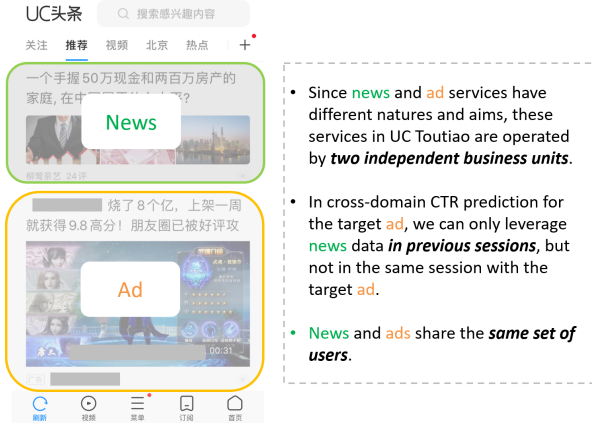 UC头条
搜索感兴趣内容
关注 推荐 视频 北京 热点
一个手握50万现金和两百万房产的
家庭, 在中
News
24评
烧了8个亿，上架一周
就获得9.8高分！朋友圈已被好评攻
Ad
00:31
广告
刷新 视频 菜单 订阅 首页
• Since news and ad services have
different natures and aims, these
services in UC Toutiao are operated
by two independent business units.
• In cross-domain CTR prediction for
the target ad, we can only leverage
news data in previous sessions, but
not in the same session with the
target ad.
• News and ads share the same set of
users.